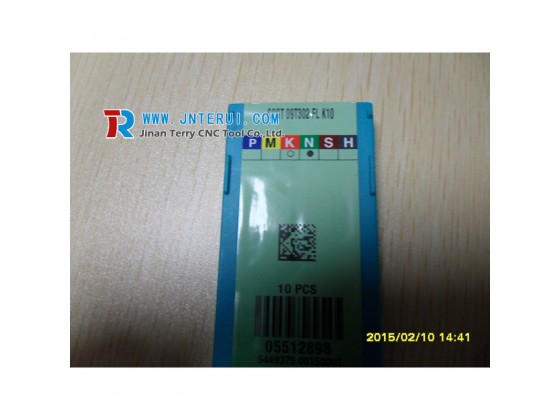 09T302 FL K10
WWW.JNTERUI.COM
TR
Jinan Terry CNC Tool Co., Ltd.
P M K N S H
10 PCS
05512898
2015/02/10 14:41